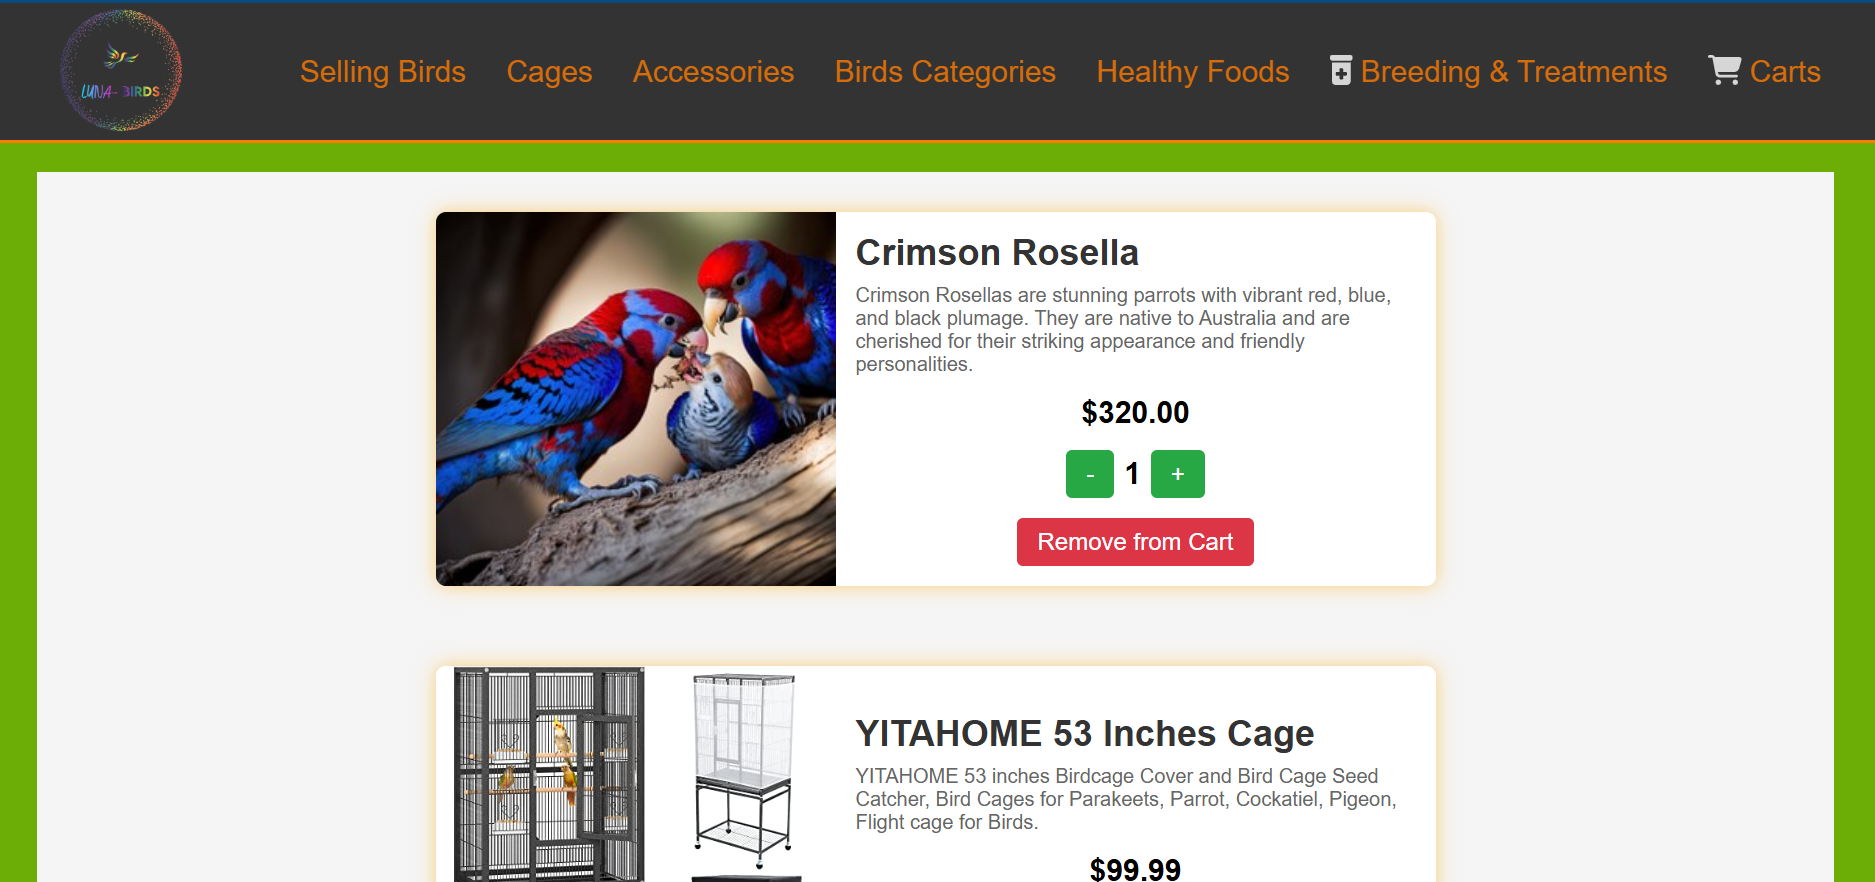 LUNA- BIRDS
Selling Birds
Cages
Accessories
Birds Categories
Healthy Foods
Breeding & Treatments
Carts
Crimson Rosella
Crimson Rosellas are stunning parrots with vibrant red, blue,
and black plumage. They are native to Australia and are
cherished for their striking appearance and friendly
personalities.
$320.00
- 1 +
Remove from Cart
YITAHOME 53 Inches Cage
YITAHOME 53 inches Birdcage Cover and Bird Cage Seed
Catcher, Bird Cages for Parakeets, Parrot, Cockatiel, Pigeon,
Flight cage for Birds.
$99.99